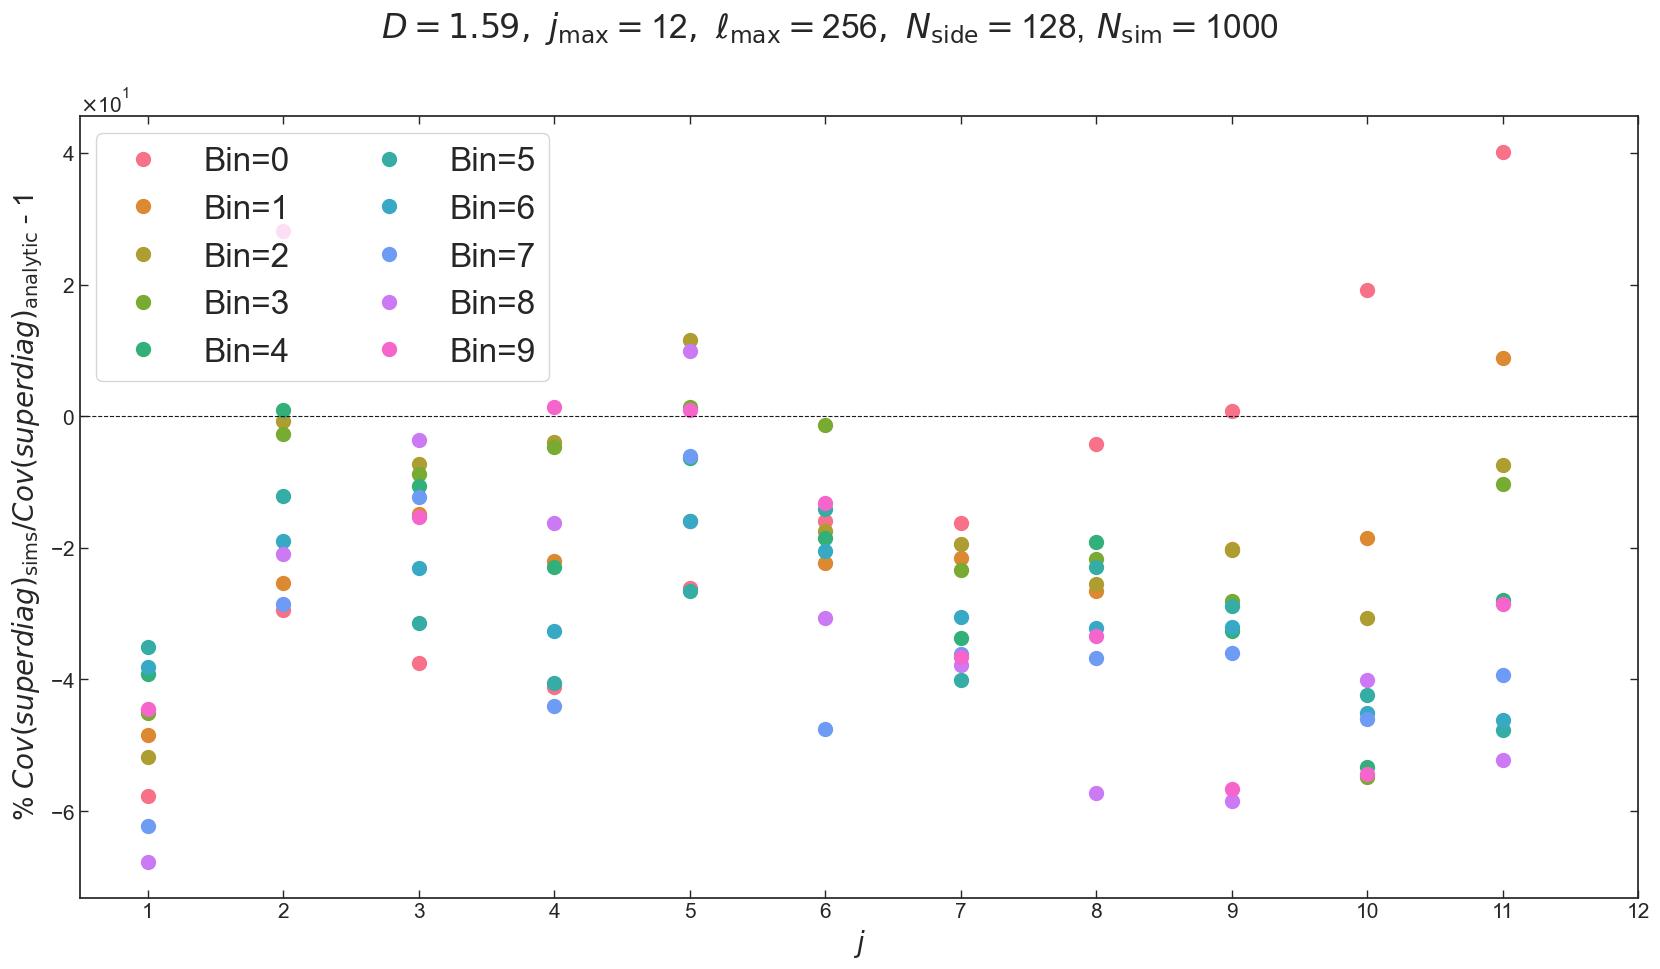 D = 1.59, j_max = 12, ℓ_max = 256, N_side = 128, N_sim = 1000
×10^1
% Cov(superdiag)_sims/Cov(superdiag)_analytic - 1
4
2
0
−2
−4
−6
Bin=0
Bin=1
Bin=2
Bin=3
Bin=4
Bin=5
Bin=6
Bin=7
Bin=8
Bin=9
1 2 3 4 5 6 7 8 9 10 11 12
j